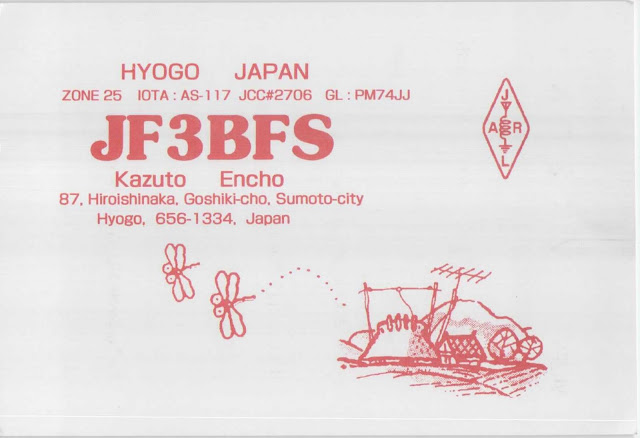 HYOGO JAPAN
ZONE 25 IOTA : AS-117 JCC#2706 GL : PM74JJ
JF3BFS
Kazuto Encho
87, Hiroishinaka, Goshiki-cho, Sumoto-city
Hyogo, 656-1334, Japan
J
A R
L